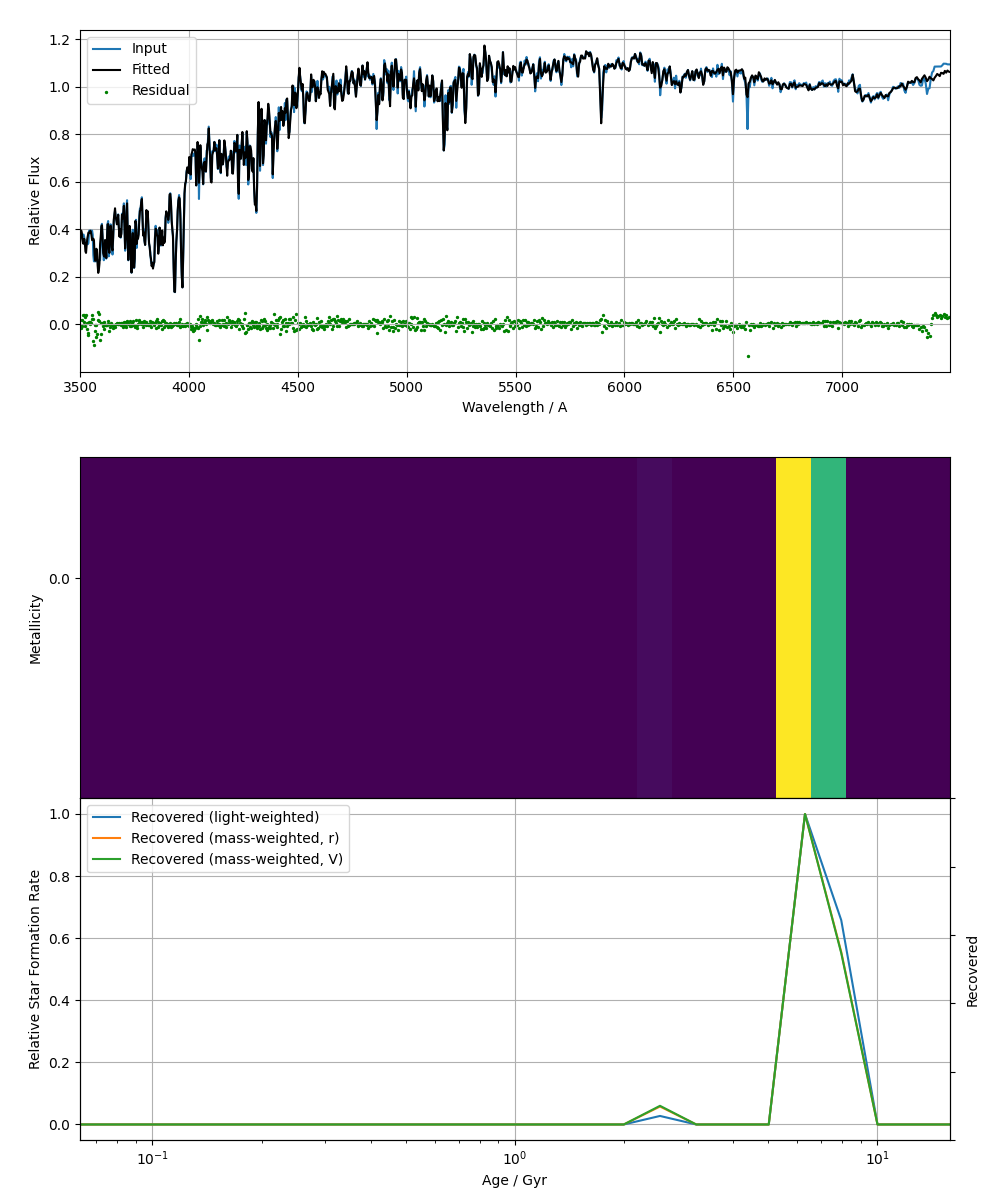 1.2
1.0
0.8
0.6
0.4
0.2
0.0
Relative Flux
Input
Fitted
Residual
3500 4000 4500 5000 5500 6000 6500 7000
Wavelength / A
0.0
Metallicity
1.0
0.8
0.6
0.4
0.2
0.0
Relative Star Formation Rate
Recovered (light-weighted)
Recovered (mass-weighted, r)
Recovered (mass-weighted, V)
Recovered
10⁻¹ 10⁰ 10¹
Age / Gyr